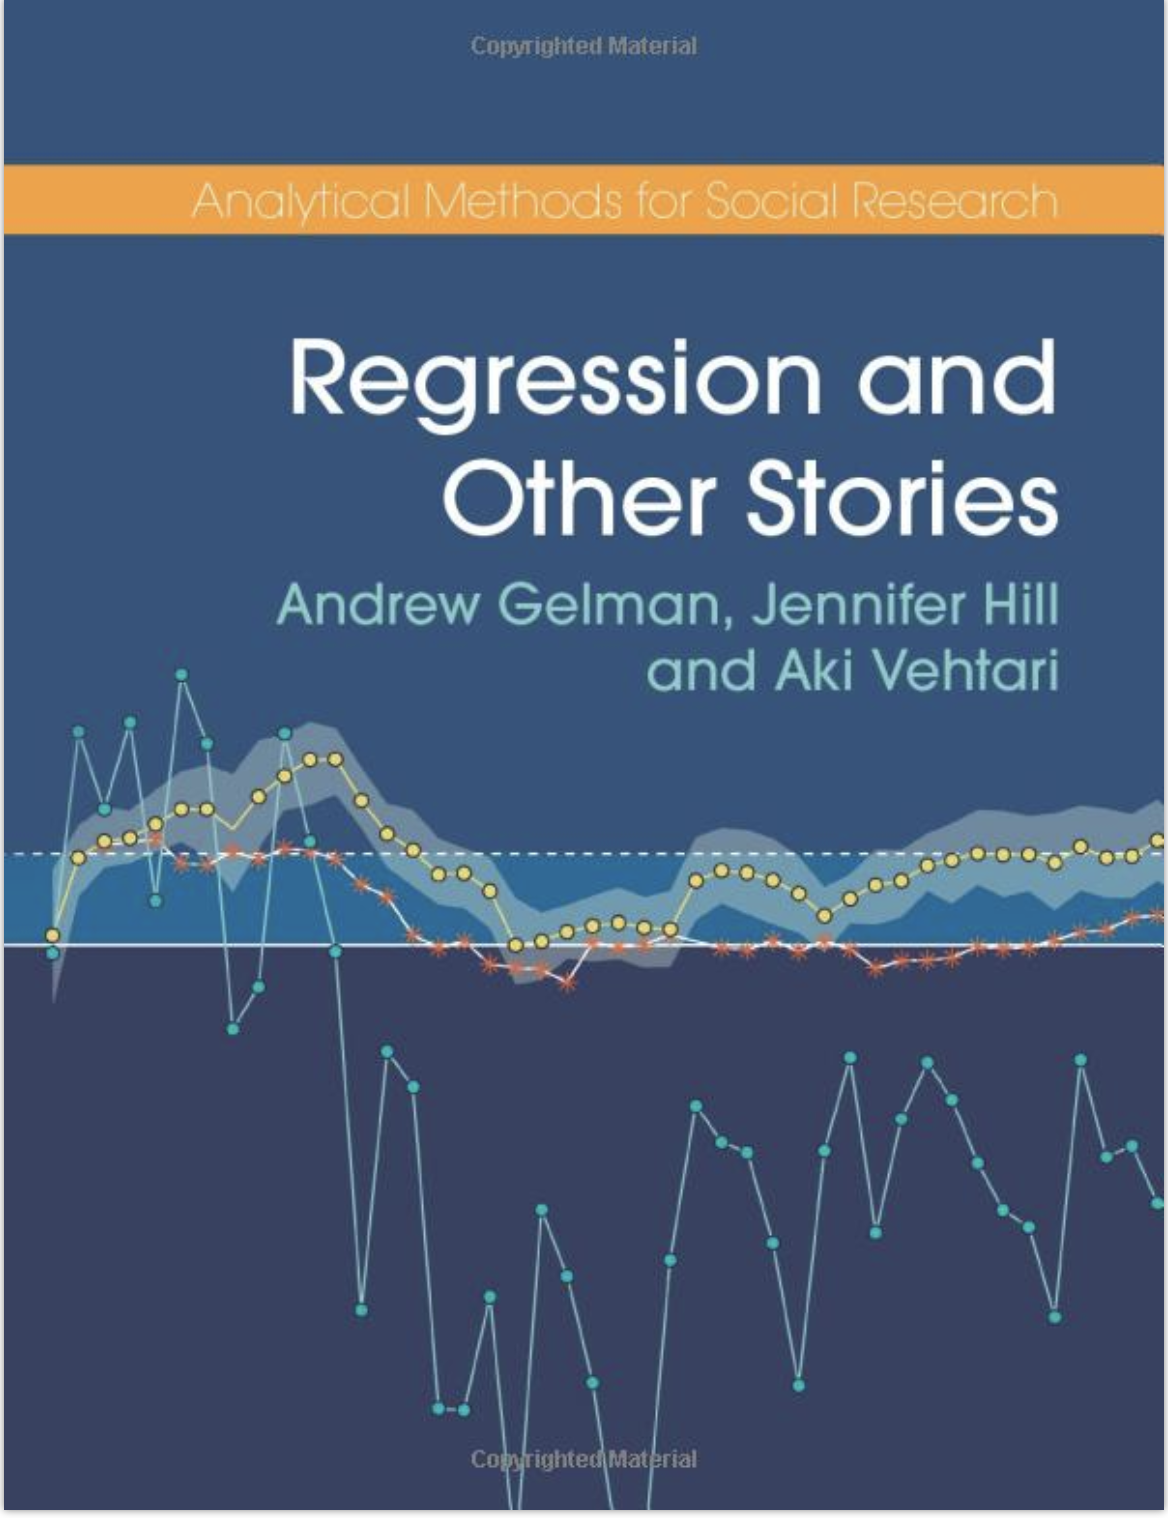 Copyrighted Material
Analytical Methods for Social Research
Regression and
Other Stories
Andrew Gelman, Jennifer Hill
and Aki Vehtari
Copyrighted Material